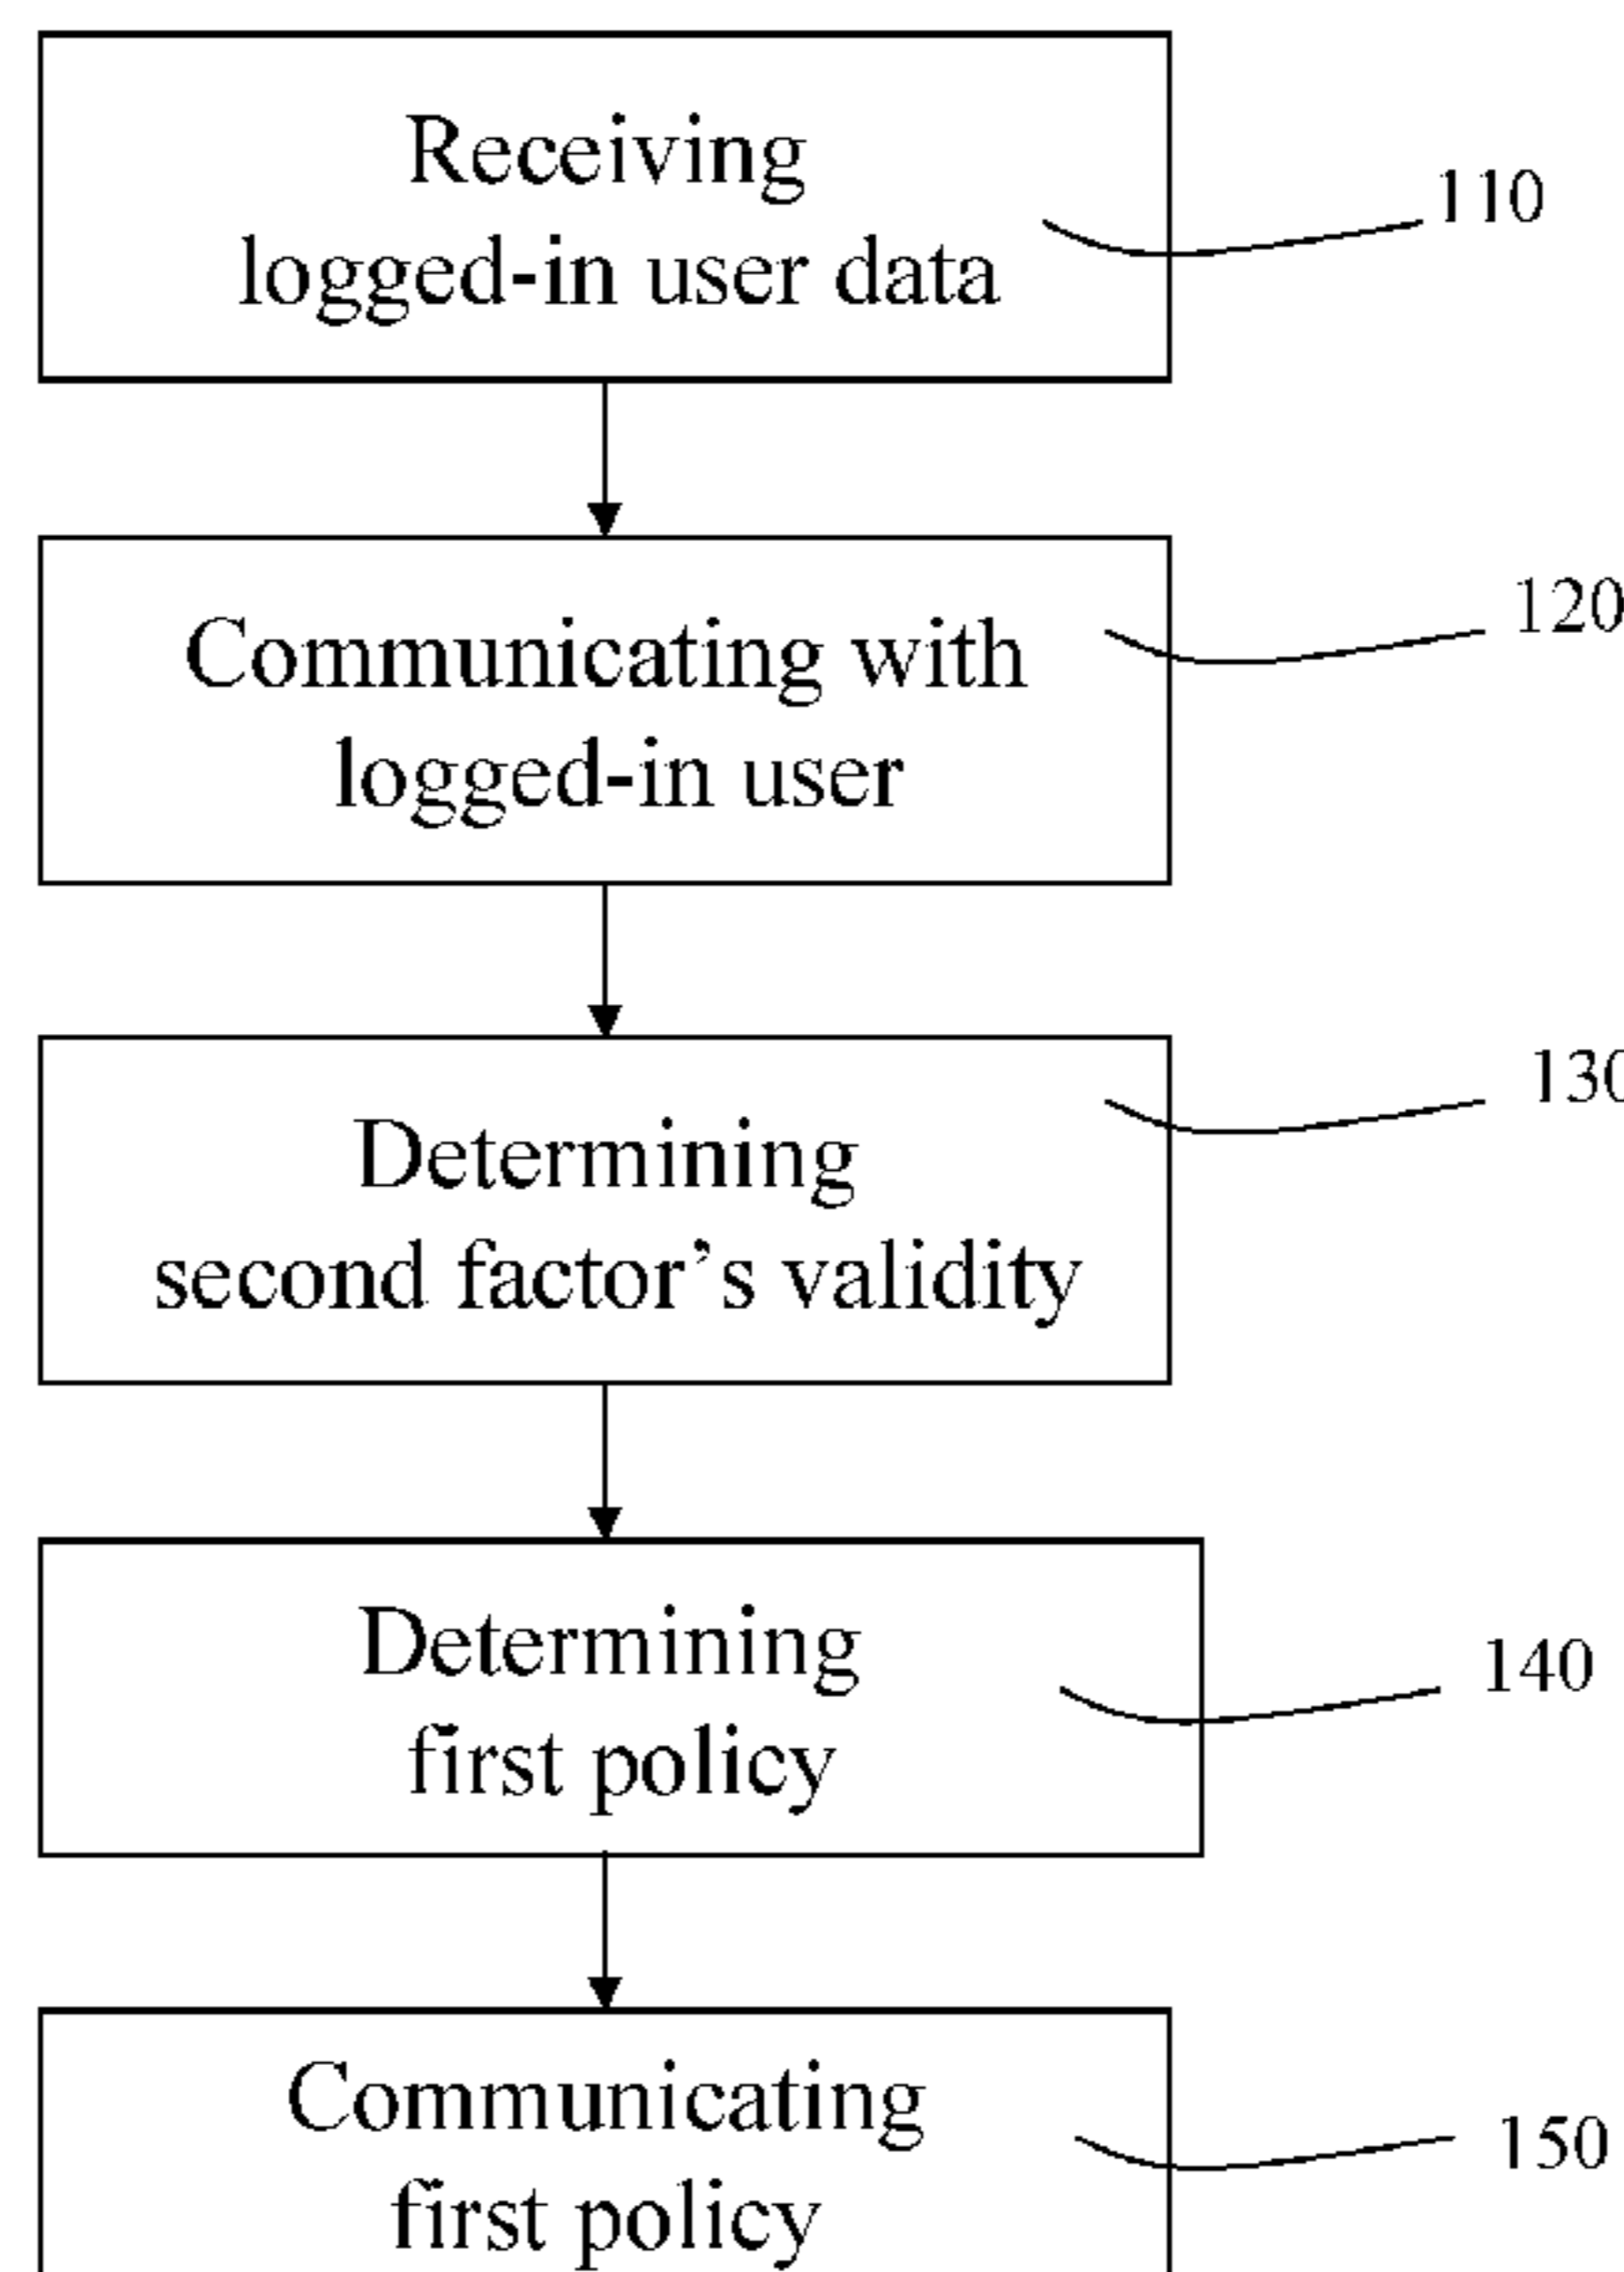 Receiving
logged-in user data
110
Communicating with
logged-in user
120
Determining
second factor’s validity
130
Determining
first policy
140
Communicating
first policy
150